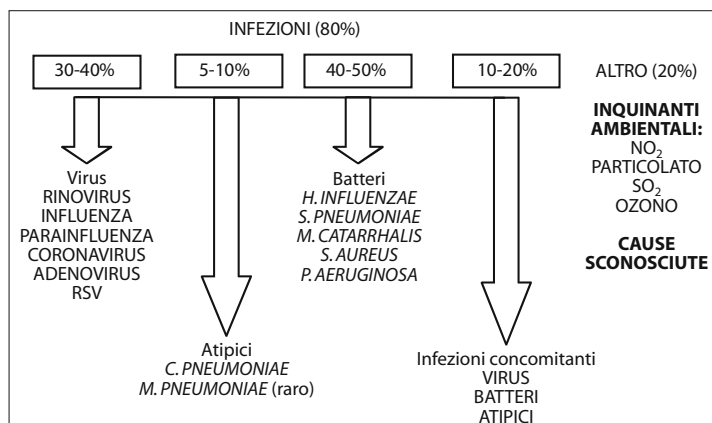 INFEZIONI (80%)
30-40%
5-10%
40-50%
10-20%
ALTRO (20%)
Virus
RINOVIRUS
INFLUENZA
PARAINFLUENZA
CORONAVIRUS
ADENOVIRUS
RSV
Atipici
C. PNEUMONIAE
M. PNEUMONIAE (raro)
Batteri
H. INFLUENZAE
S. PNEUMONIAE
M. CATARRHALIS
S. AUREUS
P. AERUGINOSA
Infezioni concomitanti
VIRUS
BATTERI
ATIPICI
INQUINANTI
AMBIENTALI:
NO₂
PARTICOLATO
SO₂
OZONO
CAUSE
SCONOSCIUTE